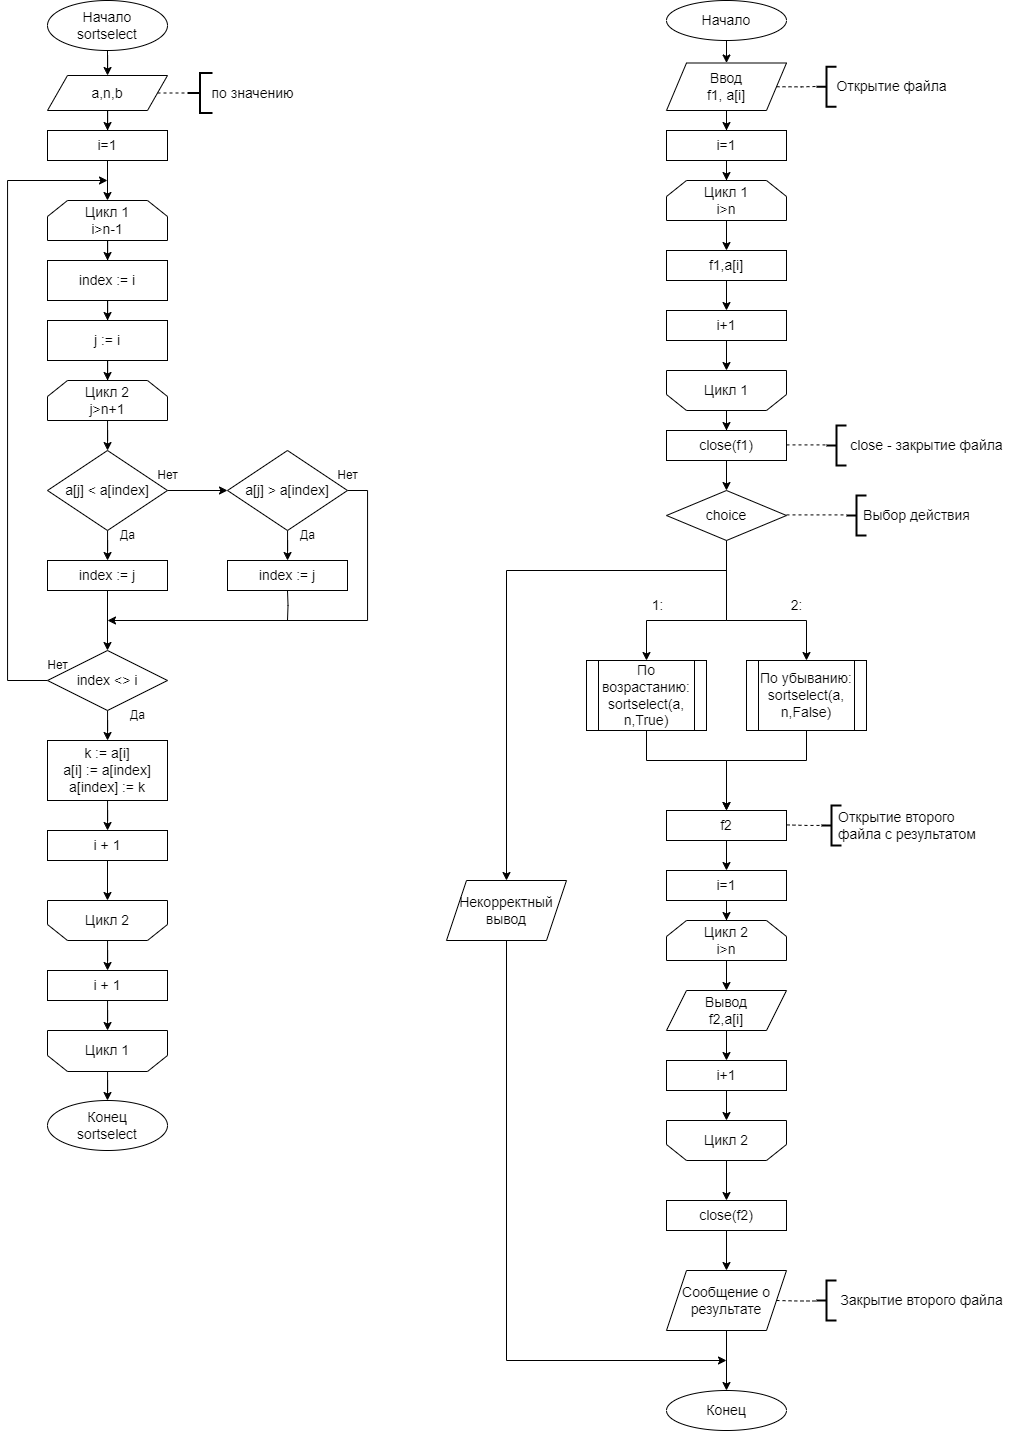 Начало
sortselect
a,n,b
по значению
i=1
Цикл 1
i>n-1
index := i
j := i
Цикл 2
j>n+1
a[j] < a[index]
Нет
Да
a[j] > a[index]
Нет
Да
index := j
index := j
Нет
index <> i
Да
k := a[i]
a[i] := a[index]
a[index] := k
i + 1
Цикл 2
i + 1
Цикл 1
Конец
sortselect
Начало
Ввод
f1, a[i]
Открытие файла
i=1
Цикл 1
i>n
f1,a[i]
i+1
Цикл 1
close(f1)
close - закрытие файла
choice
Выбор действия
1:
2:
По
возрастанию:
sortselect(a,
n,True)
По убыванию:
sortselect(a,
n,False)
f2
Открытие второго
файла с результатом
i=1
Некорректный
вывод
Цикл 2
i>n
Вывод
f2,a[i]
i+1
Цикл 2
close(f2)
Сообщение о
результате
Закрытие второго файла
Конец